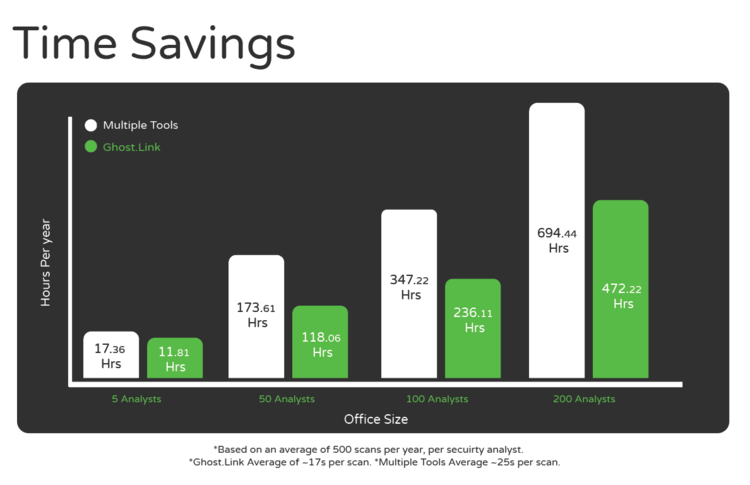 Time Savings
Multiple Tools
Ghost.Link
Hours Per year
17.36
Hrs
11.81
Hrs
173.61
Hrs
118.06
Hrs
347.22
Hrs
236.11
Hrs
694.44
Hrs
472.22
Hrs
5 Analysts
50 Analysts
100 Analysts
200 Analysts
Office Size
*Based on an average of 500 scans per year, per secuirty analyst.
*Ghost.Link Average of ~17s per scan. *Multiple Tools Average ~25s per scan.